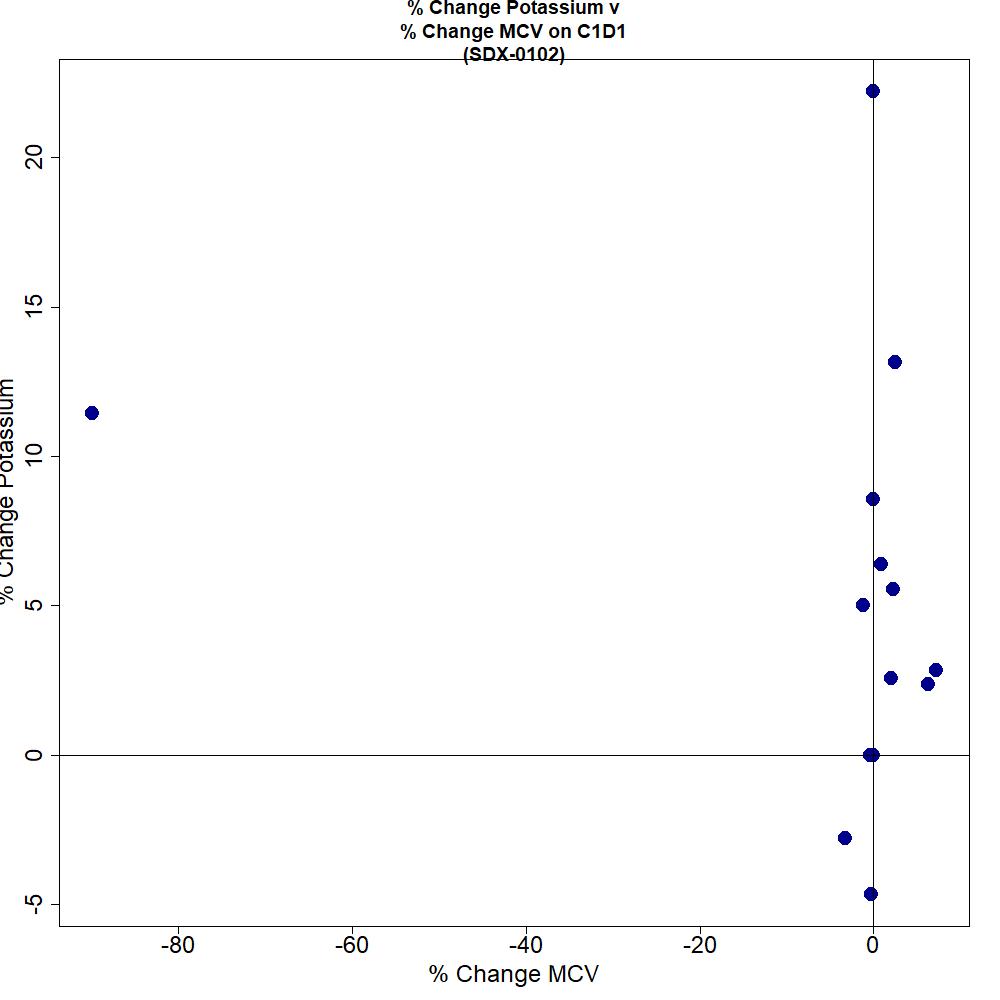 % Change Potassium v
% Change MCV on C1D1
(SDX-0102)
% Change Potassium
20
15
10
5
0
-5
-80
-60
-40
-20
0
% Change MCV